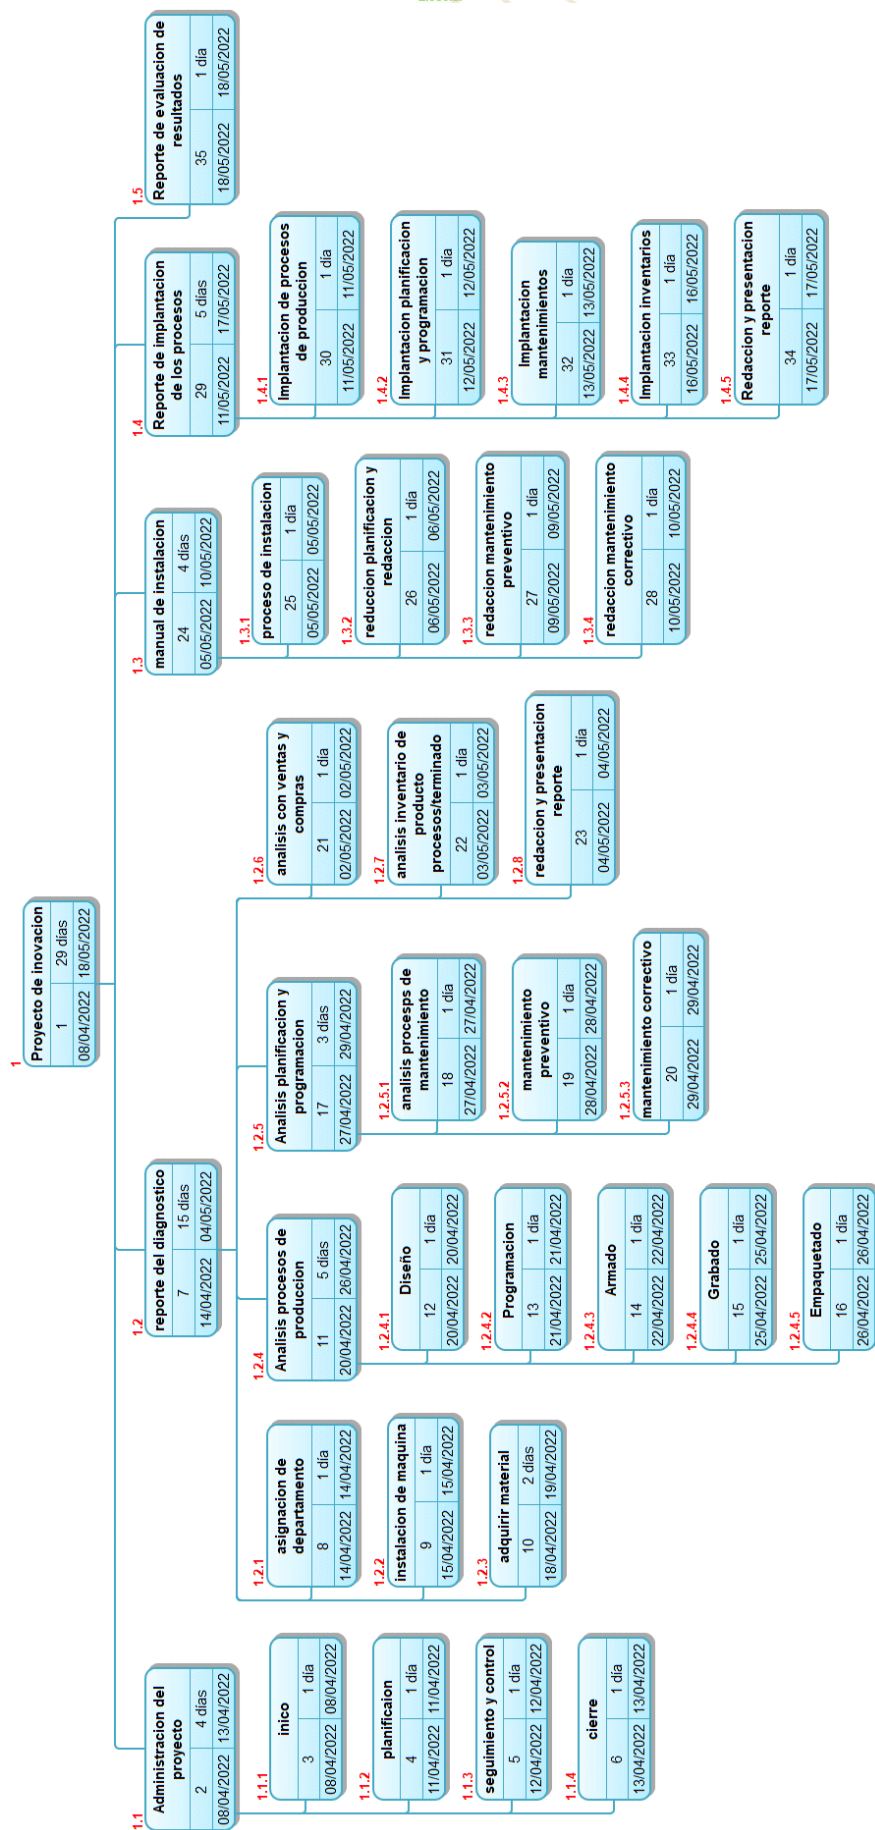 1
Proyecto de inovacion
1 29 días
08/04/2022 18/05/2022
1.1
Administracion del
proyecto
2 4 días
08/04/2022 13/04/2022
1.1.1
inico
3 1 día
08/04/2022 08/04/2022
1.1.2
planificaion
4 1 día
11/04/2022 11/04/2022
1.1.3
seguimiento y control
5 1 día
12/04/2022 12/04/2022
1.1.4
cierre
6 1 día
13/04/2022 13/04/2022
1.2
reporte del diagnostico
7 15 días
14/04/2022 04/05/2022
1.2.1
asignacion de
departamento
8 1 día
14/04/2022 14/04/2022
1.2.2
instalacion de maquina
9 1 día
15/04/2022 15/04/2022
1.2.3
adquirir material
10 2 días
18/04/2022 19/04/2022
1.2.4
Analisis procesos de
produccion
11 5 días
20/04/2022 26/04/2022
1.2.4.1
Diseño
12 1 día
20/04/2022 20/04/2022
1.2.4.2
Programacion
13 1 día
21/04/2022 21/04/2022
1.2.4.3
Armado
14 1 día
22/04/2022 22/04/2022
1.2.4.4
Grabado
15 1 día
25/04/2022 25/04/2022
1.2.4.5
Empaquetado
16 1 día
26/04/2022 26/04/2022
1.2.5
Analisis planificacion y
programacion
17 3 días
27/04/2022 29/04/2022
1.2.5.1
analisis procesps de
mantenimiento
18 1 día
27/04/2022 27/04/2022
1.2.5.2
mantenimiento
preventivo
19 1 día
28/04/2022 28/04/2022
1.2.5.3
mantenimiento correctivo
20 1 día
29/04/2022 29/04/2022
1.2.6
analisis con ventas y
compras
21 1 día
02/05/2022 02/05/2022
1.2.7
analisis inventario de
producto
procesos/terminado
22 1 día
03/05/2022 03/05/2022
1.2.8
redaccion y presentacion
reporte
23 1 día
04/05/2022 04/05/2022
1.3
manual de instalacion
24 4 días
05/05/2022 10/05/2022
1.3.1
proceso de instalacion
25 1 día
05/05/2022 05/05/2022
1.3.2
reduccion planificacion y
redaccion
26 1 día
06/05/2022 06/05/2022
1.3.3
redaccion mantenimiento
preventivo
27 1 día
09/05/2022 09/05/2022
1.3.4
redaccion mantenimiento
correctivo
28 1 día
10/05/2022 10/05/2022
1.4
Reporte de implantacion
de los procesos
29 5 días
11/05/2022 17/05/2022
1.4.1
Implantacion de procesos
de produccion
30 1 día
11/05/2022 11/05/2022
1.4.2
Implantacion planificacion
y programacion
31 1 día
12/05/2022 12/05/2022
1.4.3
Implantacion
mantenimientos
32 1 día
13/05/2022 13/05/2022
1.4.4
Implantacion inventarios
33 1 día
16/05/2022 16/05/2022
1.4.5
Redaccion y presentacion
reporte
34 1 día
17/05/2022 17/05/2022
1.5
Reporte de evaluacion de
resultados
35 1 día
18/05/2022 18/05/2022